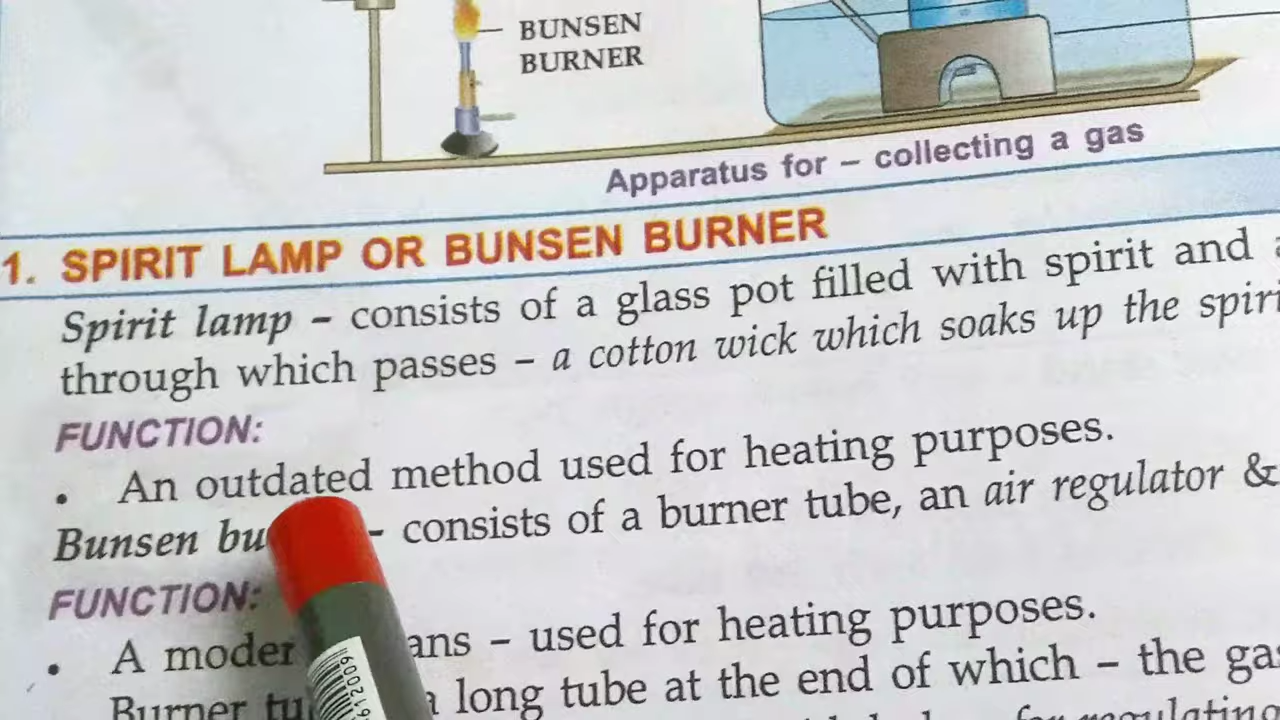 BUNSEN
BURNER
Apparatus for – collecting a gas
1. SPIRIT LAMP OR BUNSEN BURNER
Spirit lamp – consists of a glass pot filled with spirit and
through which passes – a cotton wick which soaks up the
FUNCTION:
• An outdated method used for heating purposes.
Bunsen – consists of a burner tube, an air regulator &
FUNCTION:
• A – used for heating purposes.
Burner long tube at the end of which – the
for regulating